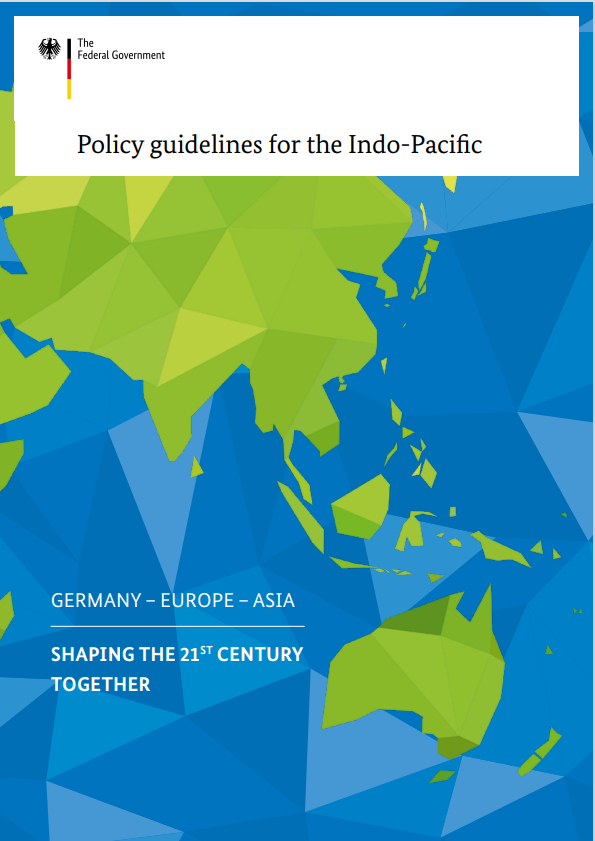 The
Federal Government
Policy guidelines for the Indo-Pacific
GERMANY – EUROPE – ASIA
SHAPING THE 21ST CENTURY
TOGETHER